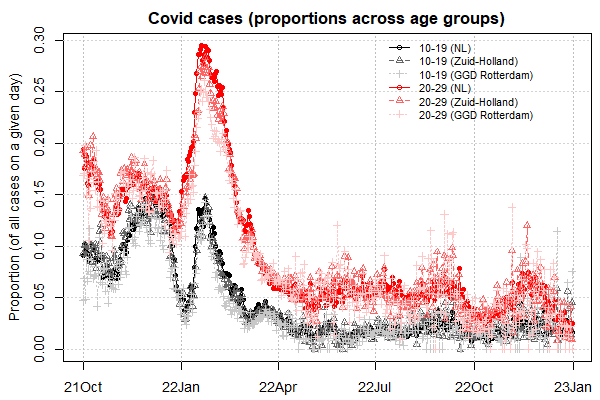 Covid cases (proportions across age groups)
Proportion (of all cases on a given day)
0.30
0.25
0.20
0.15
0.10
0.05
0.00
10-19 (NL)
10-19 (Zuid-Holland)
10-19 (GGD Rotterdam)
20-29 (NL)
20-29 (Zuid-Holland)
20-29 (GGD Rotterdam)
21Oct 22Jan 22Apr 22Jul 22Oct 23Jan